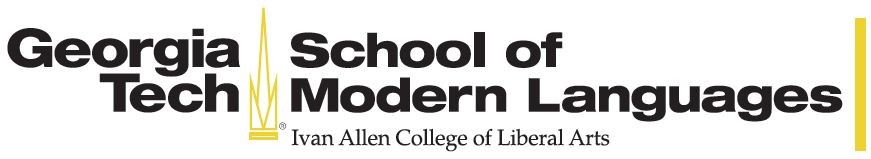 Georgia
Tech
®
School of
Modern Languages
Ivan Allen College of Liberal Arts